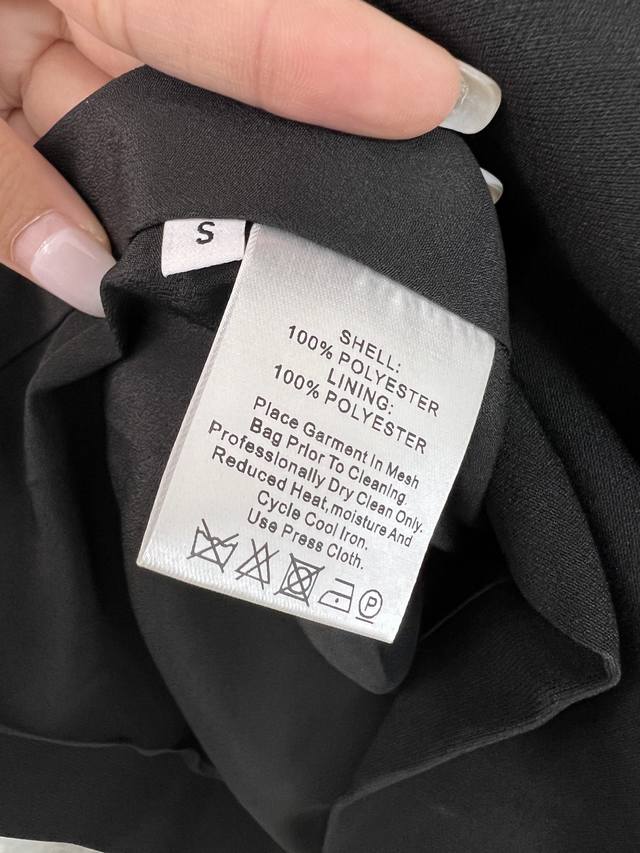 S
SHELL:
100% POLYESTER
LINING:
100% POLYESTER
Place Garment In Mesh
Bag Prior To Cleaning.
Professionally Dry Clean Only.
Reduced Heat,moisture And
Cycle Cool Iron.
Use Press Cloth.
P